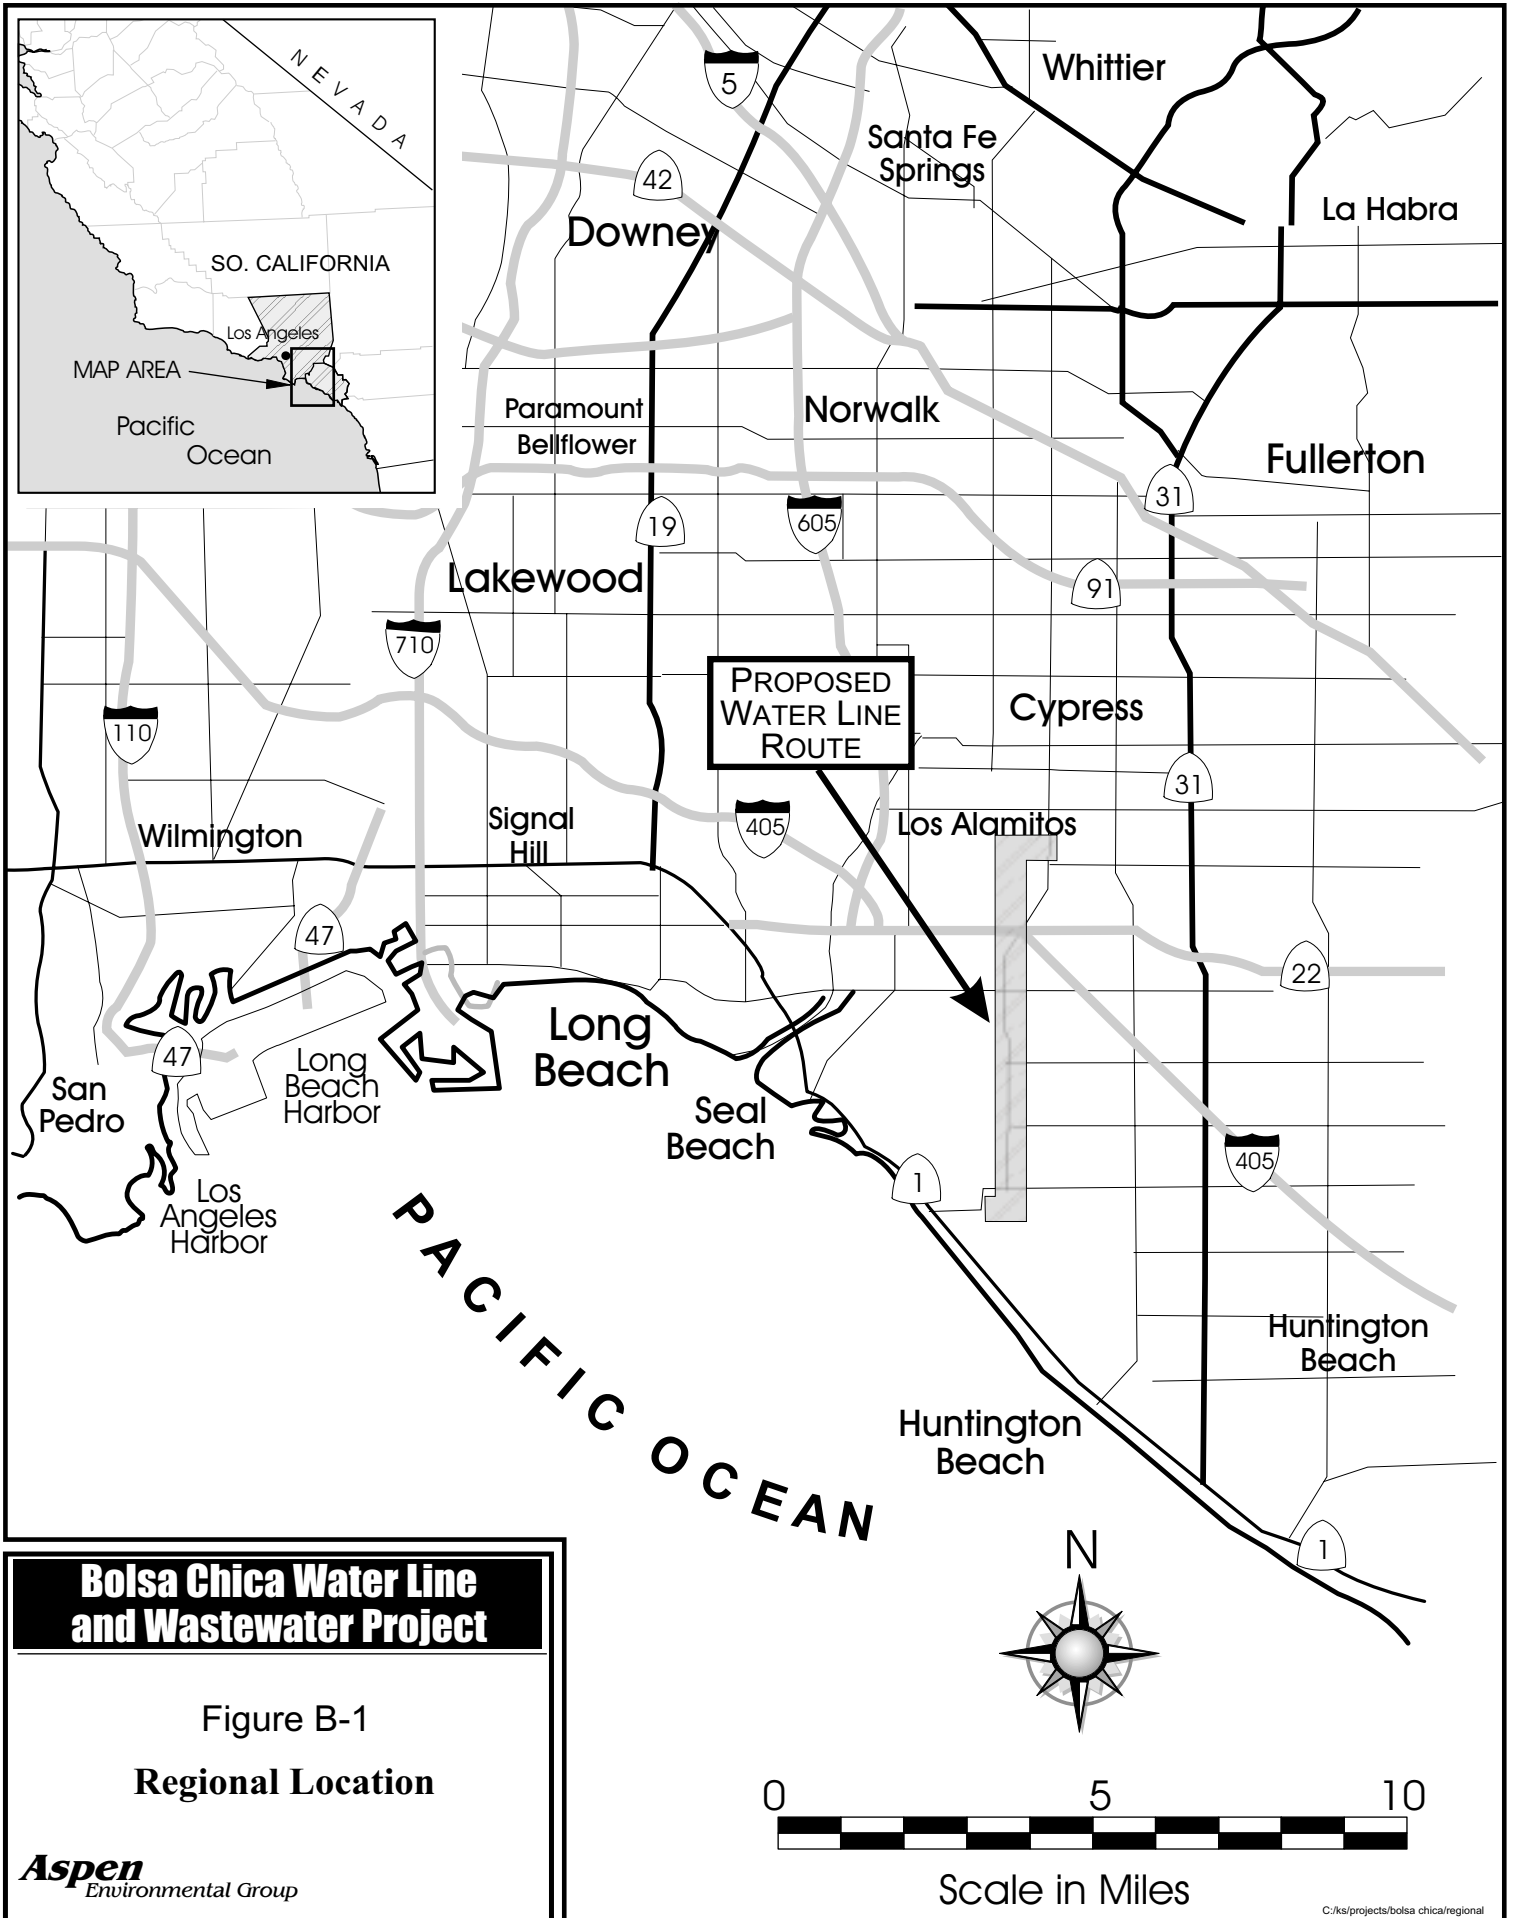 NEVADA
SO. CALIFORNIA
Los Angeles
MAP AREA
Pacific
Ocean
5
Whittier
Santa Fe
Springs
42
La Habra
Downey
Paramount
Norwalk
Bellflower
Fullerton
31
19
605
Lakewood
91
710
PROPOSED
WATER LINE
ROUTE
Cypress
110
31
Wilmington
Signal
Hill
405
Los Alamitos
47
22
47
Long
Beach
Harbor
Long
Beach
San
Pedro
Seal
Beach
405
1
Los
Angeles
Harbor
PACIFIC OCEAN
Huntington
Beach
Huntington
Beach
1
N
Bolsa Chica Water Line
and Wastewater Project
Figure B-1
Regional Location
0 5 10
Scale in Miles
Aspen
Environmental Group
C:/ks/projects/bolsa chica/regional